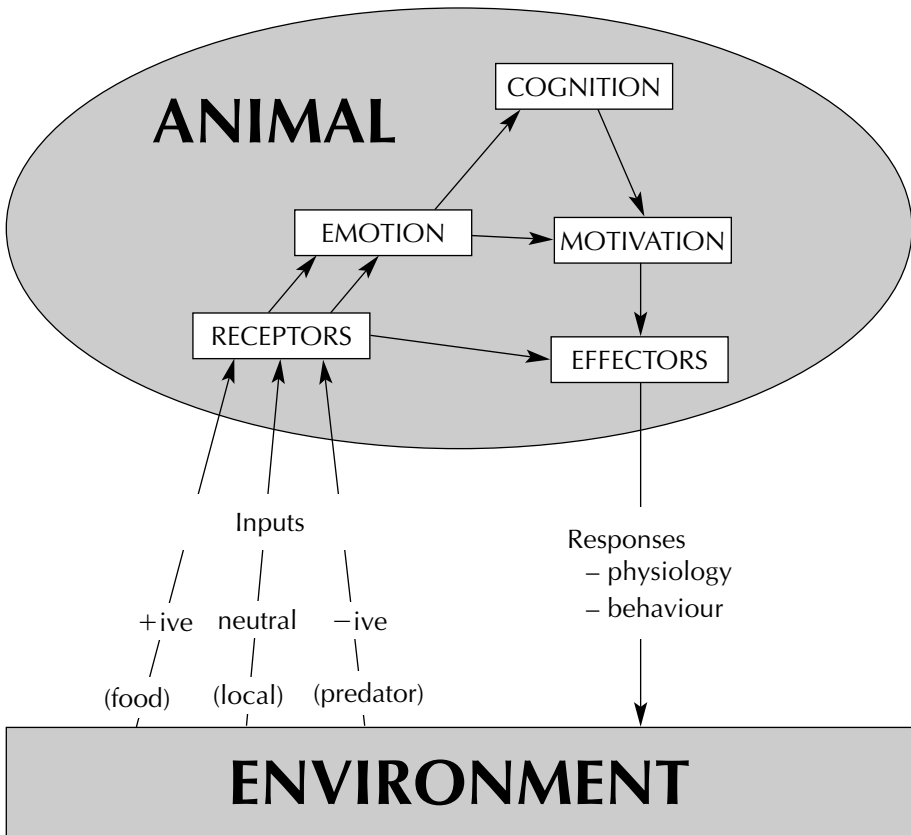 COGNITION
ANIMAL
EMOTION
MOTIVATION
RECEPTORS
EFFECTORS
Inputs
Responses
– physiology
– behaviour
+ive neutral −ive
(food) (local) (predator)
ENVIRONMENT